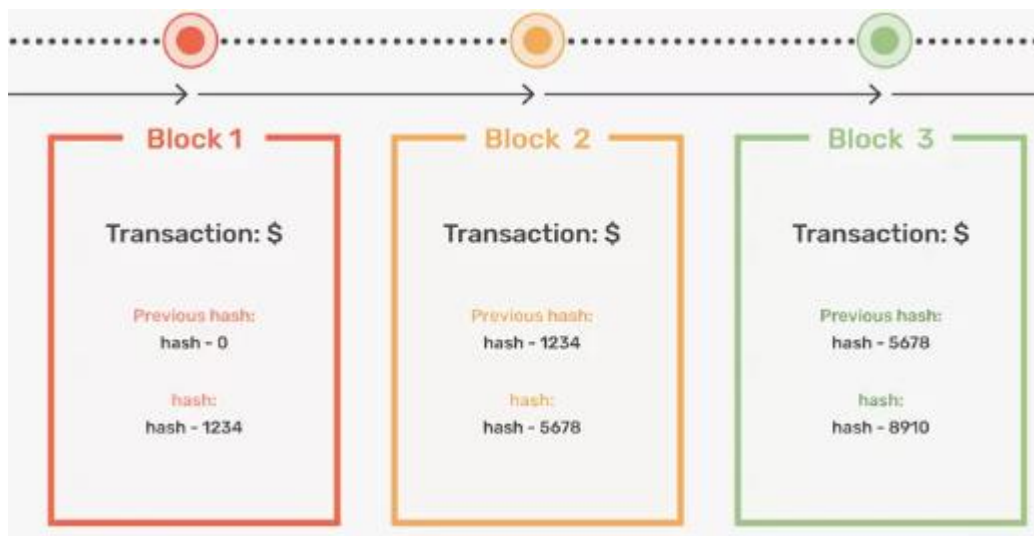 Block 1
Transaction: $
Previous hash:
hash - 0
hash:
hash - 1234
Block 2
Transaction: $
Previous hash:
hash - 1234
hash:
hash - 5678
Block 3
Transaction: $
Previous hash:
hash - 5678
hash:
hash - 8910